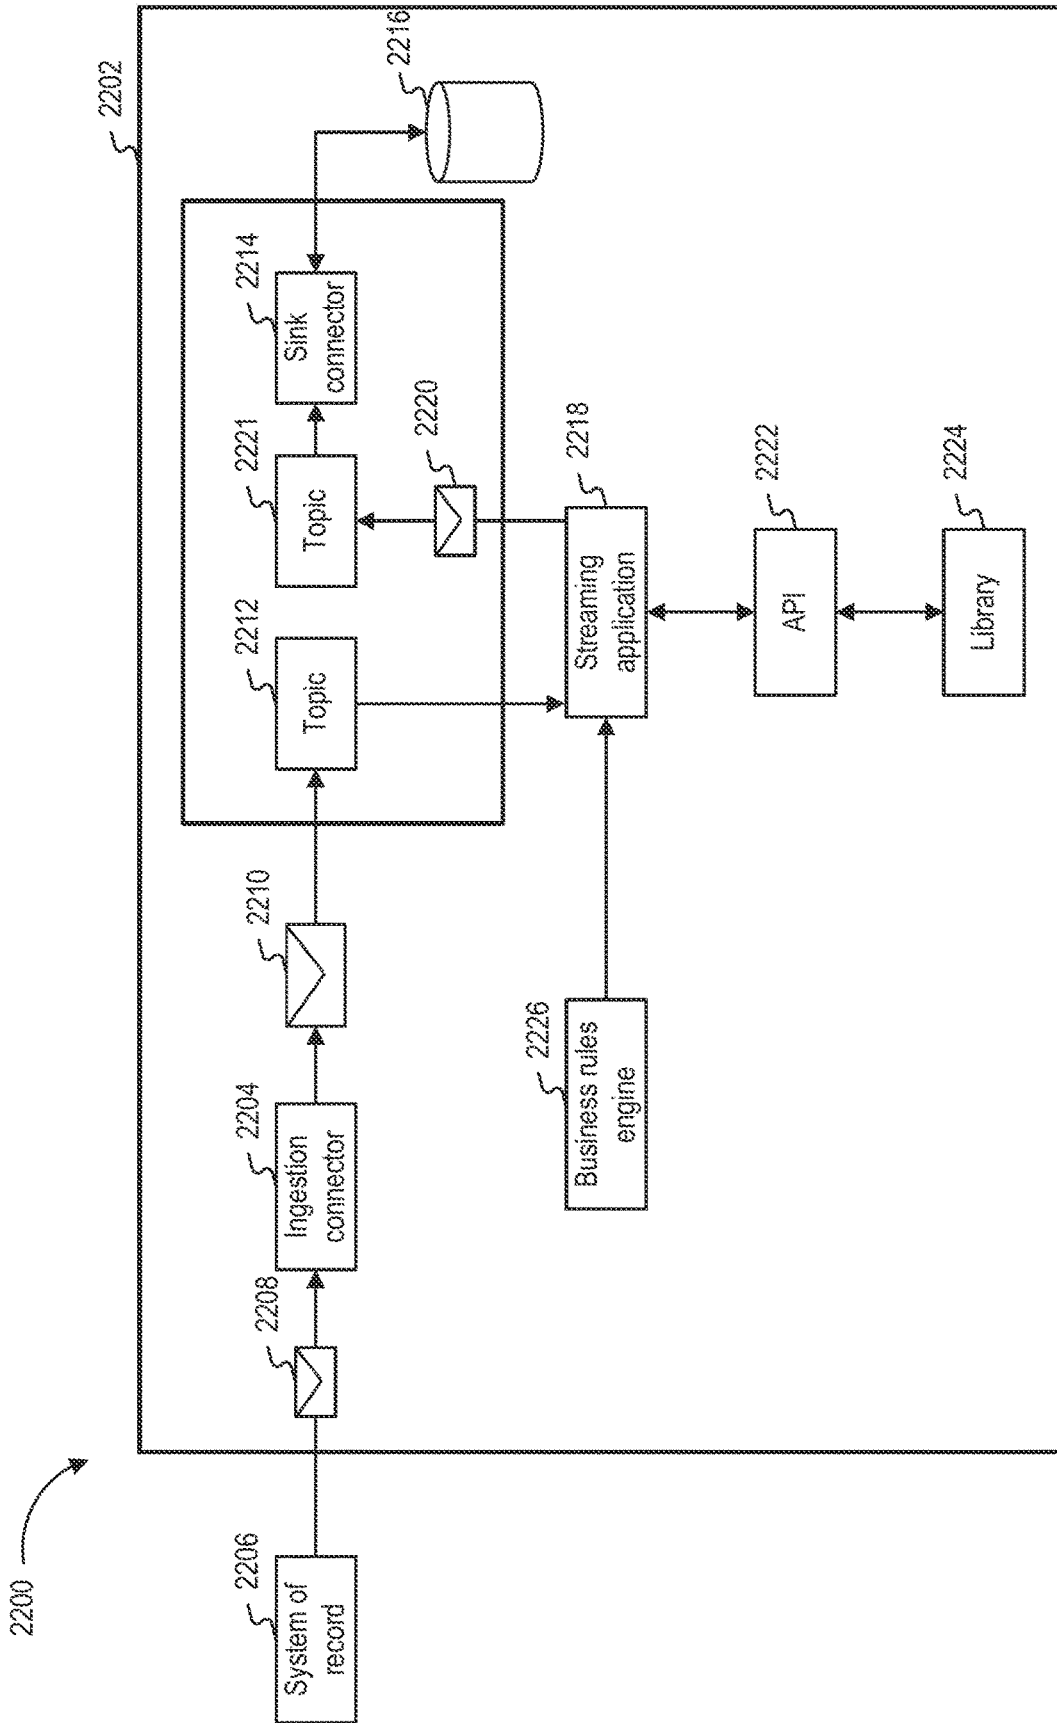 2200
2202
2206
System of
record
2208
2204
Ingestion
connector
2210
2212
Topic
2221
Topic
2214
Sink
connector
2216
2220
2226
Business rules
engine
2218
Streaming
application
2222
API
2224
Library